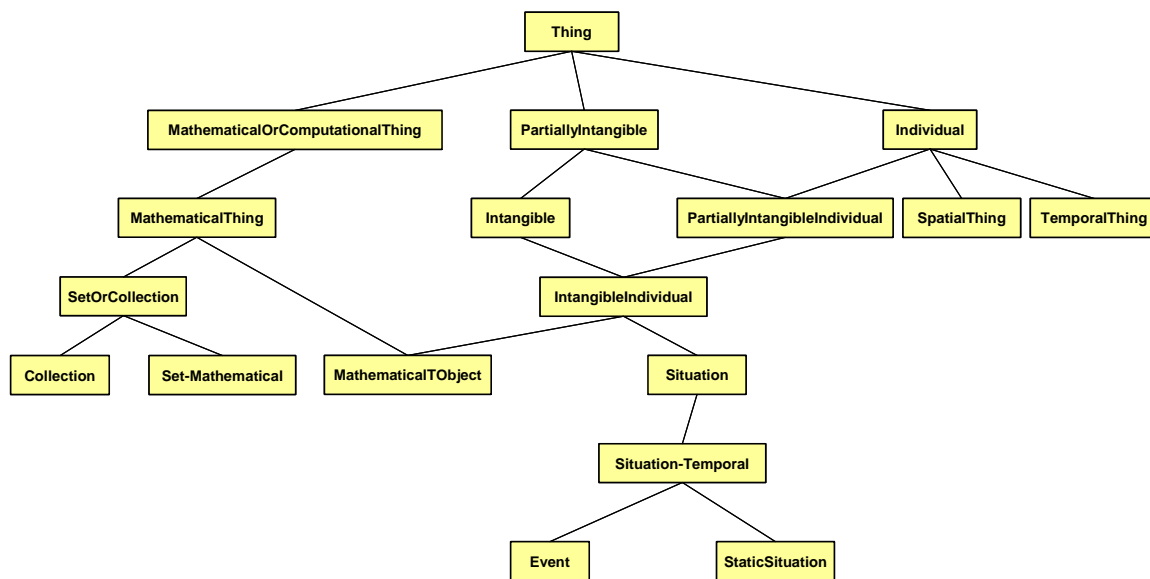 Thing
MathematicalOrComputationalThing
PartiallyIntangible
Individual
MathematicalThing
Intangible
PartiallyIntangibleIndividual
SpatialThing
TemporalThing
SetOrCollection
IntangibleIndividual
Collection
Set-Mathematical
MathematicalTObject
Situation
Situation-Temporal
Event
StaticSituation